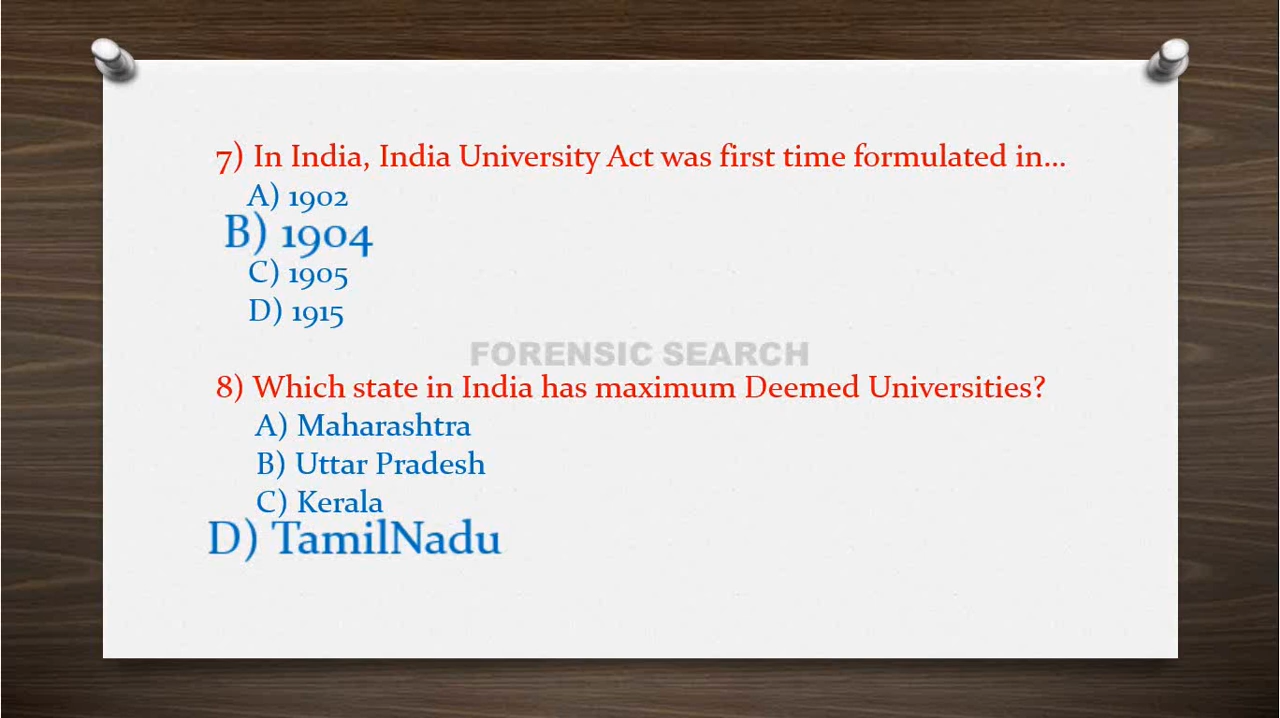 7) In India, India University Act was first time formulated in...
A) 1902
B) 1904
C) 1905
D) 1915
FORENSIC SEARCH
8) Which state in India has maximum Deemed Universities?
A) Maharashtra
B) Uttar Pradesh
C) Kerala
D) TamilNadu